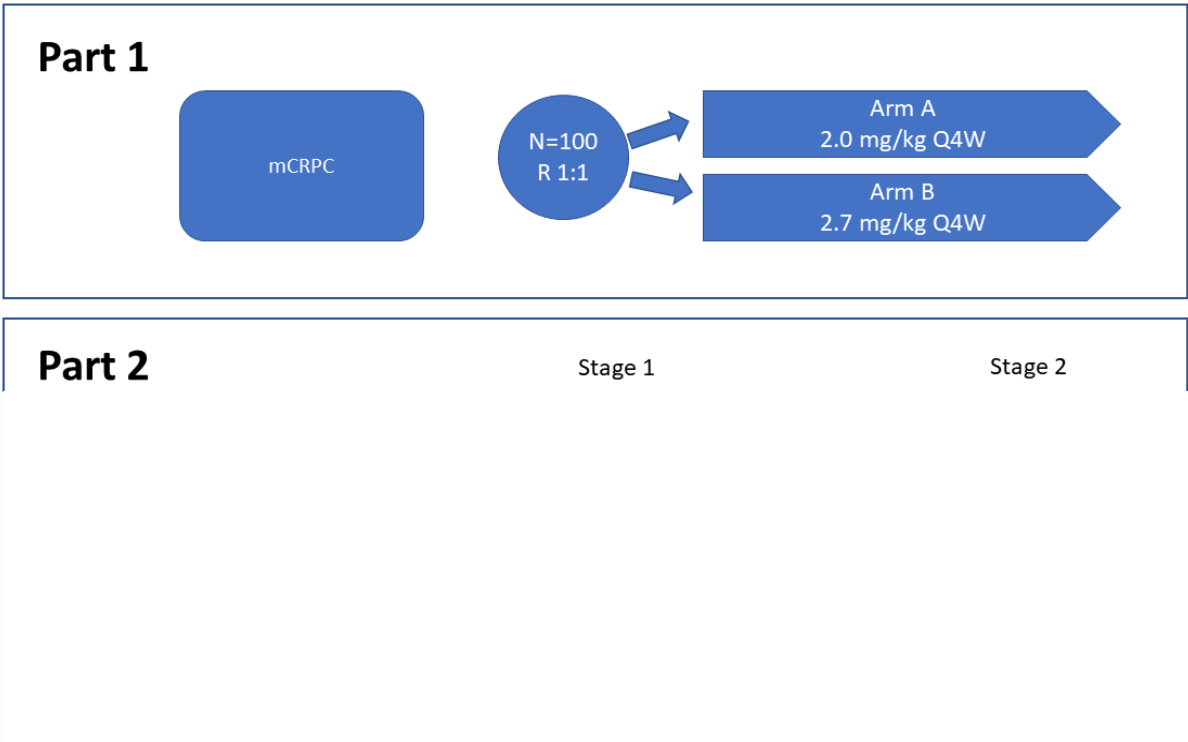 Part 1
mCRPC
N=100
R 1:1
Arm A
2.0 mg/kg Q4W
Arm B
2.7 mg/kg Q4W
Part 2
Stage 1
Stage 2